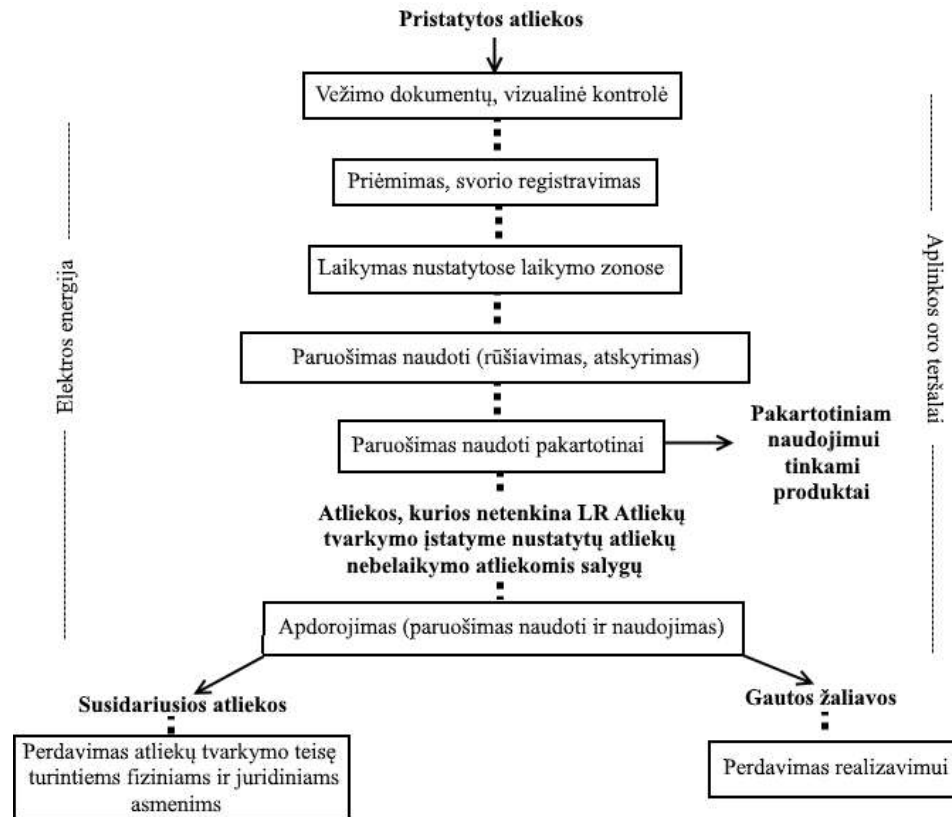 Pristatytos atliekos
Vežimo dokumentų, vizualinė kontrolė
Priėmimas, svorio registravimas
Laikymas nustatytose laikymo zonose
Paruošimas naudoti (rūšiavimas, atskyrimas)
Paruošimas naudoti pakartotinai
Pakartotiniam
naudojimui
tinkami
produktai
Atliekos, kurios netenkina LR Atliekų
tvarkymo įstatyme nustatytų atliekų
nebelaikymo atliekomis salygų
Apdorojimas (paruošimas naudoti ir naudojimas)
Susidariusios atliekos
Perdavimas atliekų tvarkymo teisę
turintiems fiziniams ir juridiniams
asmenims
Gautos žaliavos
Perdavimas realizavimui
Elektros energija
Aplinkos oro teršalai